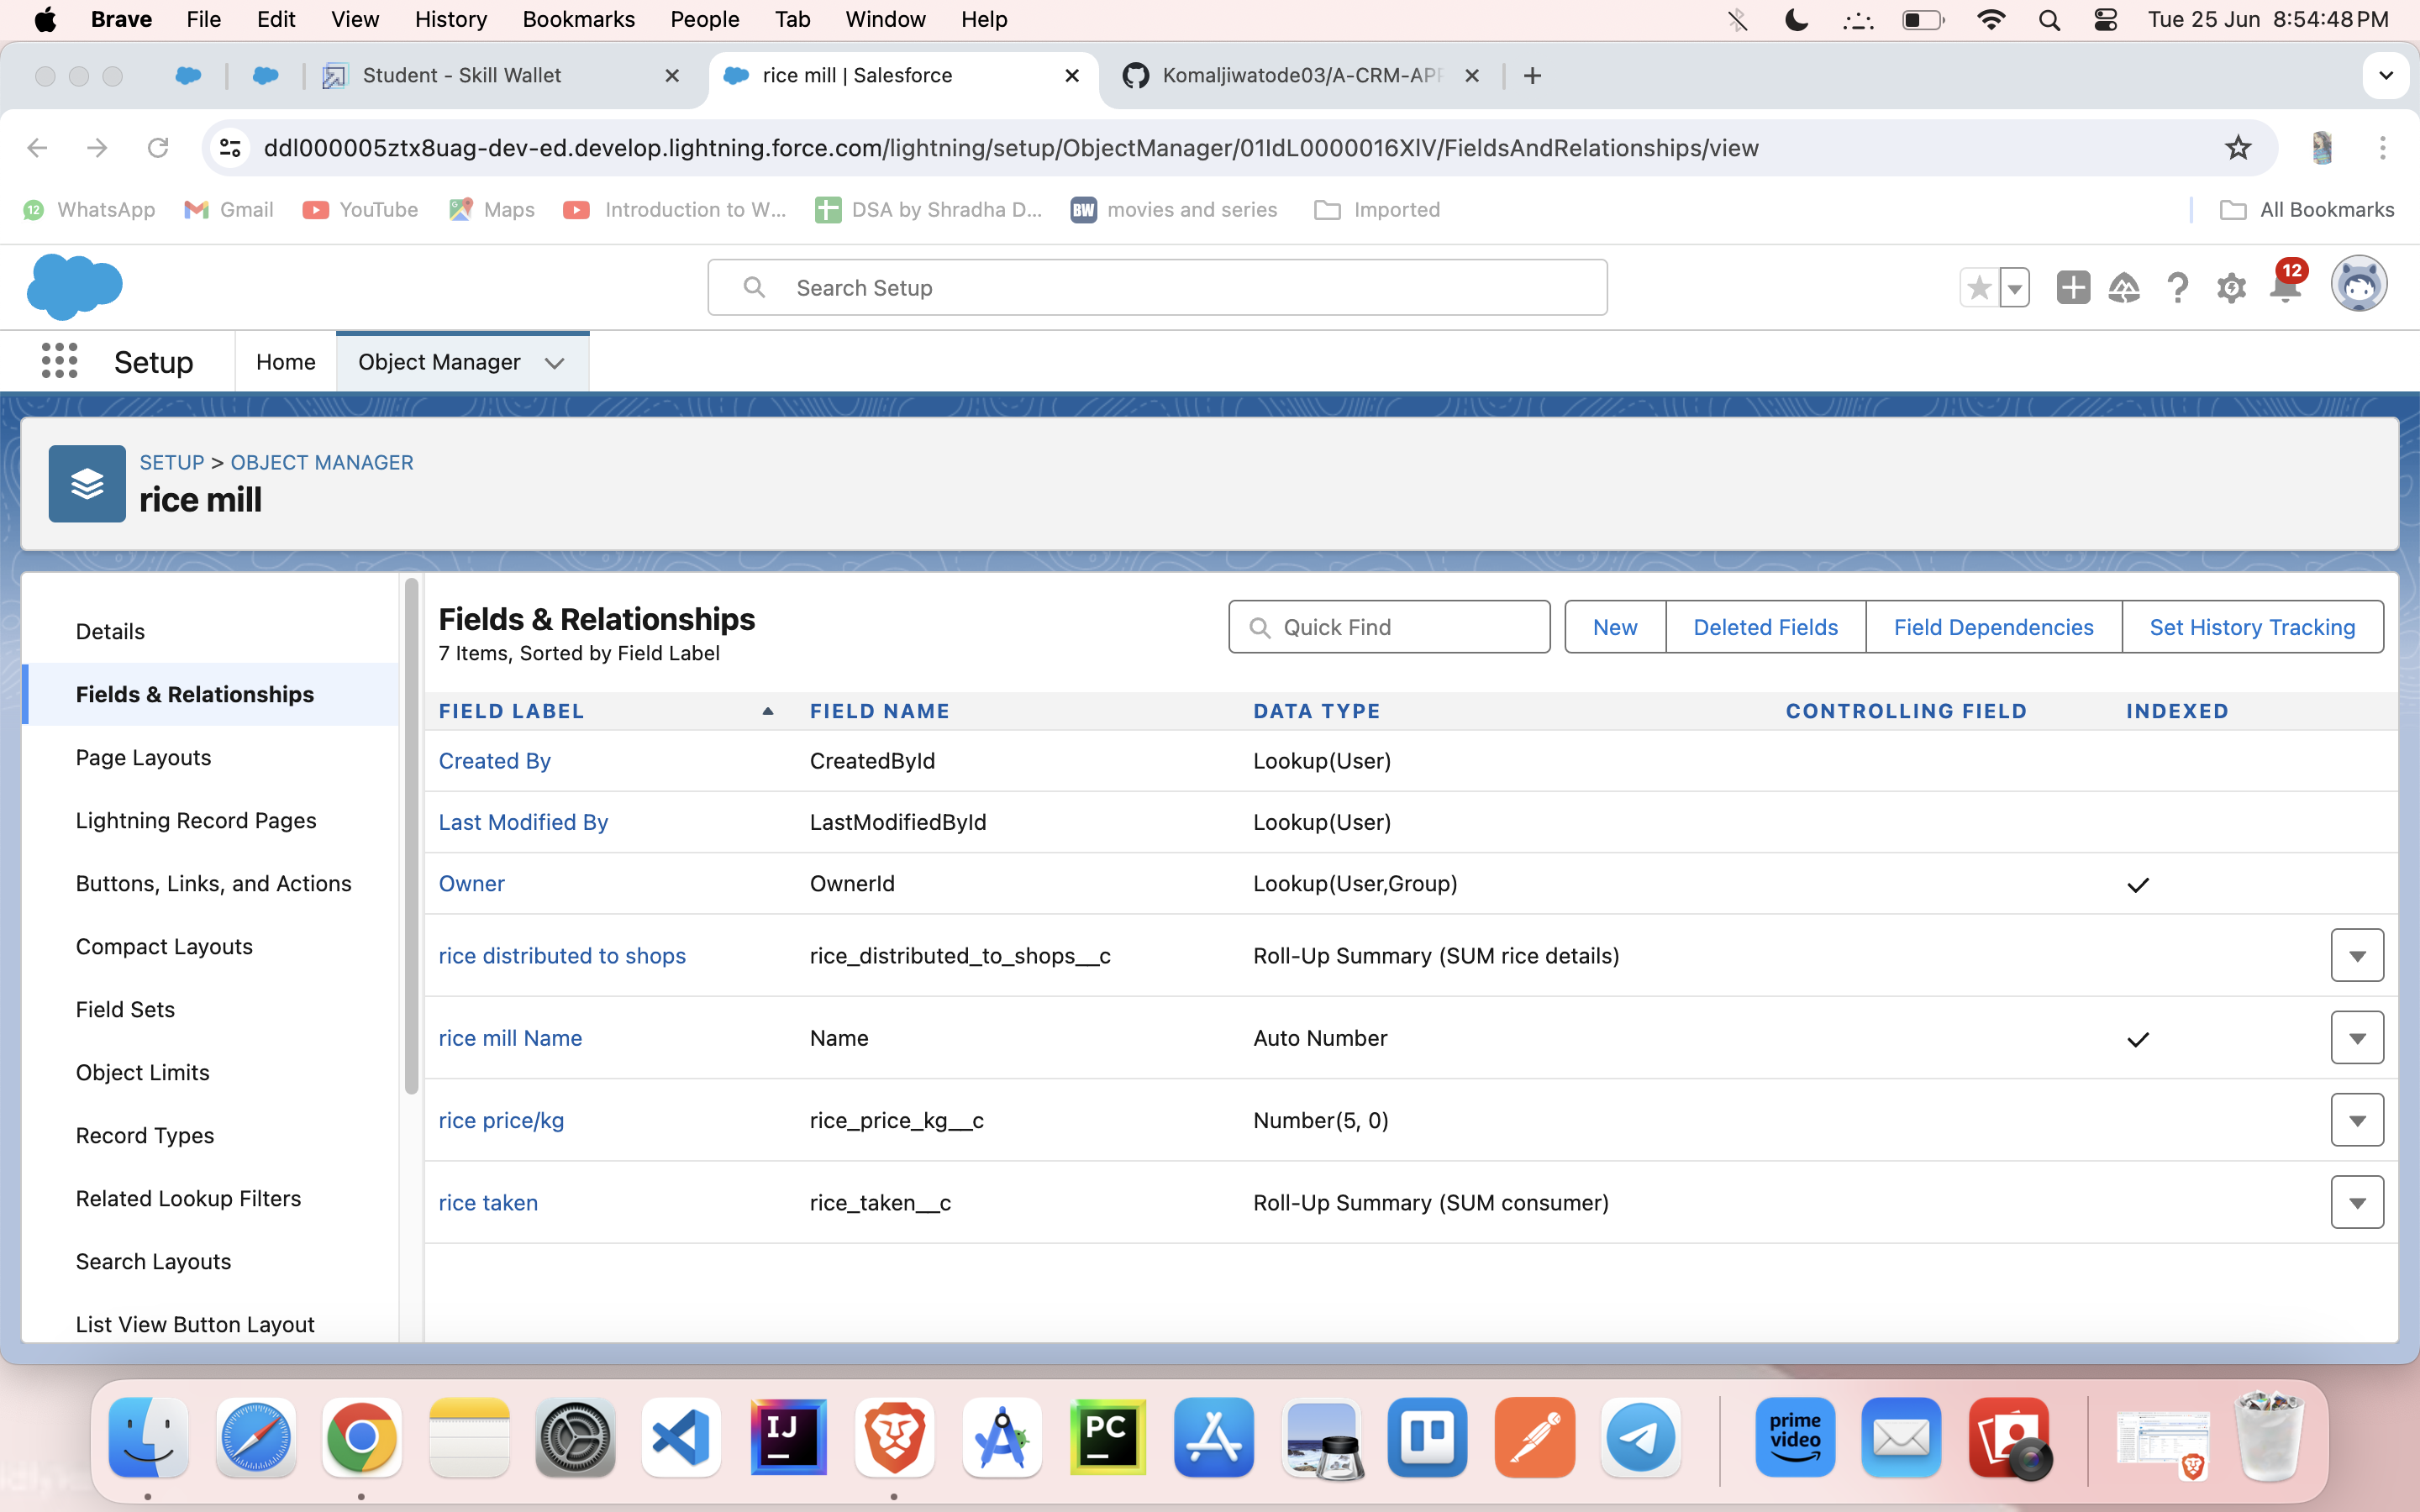 Brave File Edit View History Bookmarks People Tab Window Help Tue 25 Jun 8:54:48 PM
Student - Skill Wallet rice mill | Salesforce Komaljiwatode03/A-CRM-APP
ddl000005ztx8uag-dev-ed.develop.lightning.force.com/lightning/setup/ObjectManager/01IdL0000016XlV/FieldsAndRelationships/view
12 WhatsApp Gmail YouTube Maps Introduction to W... DSA by Shradha D... BW movies and series Imported All Bookmarks
Search Setup 12
Setup Home Object Manager
SETUP > OBJECT MANAGER
rice mill
Details
Fields & Relationships
Page Layouts
Lightning Record Pages
Buttons, Links, and Actions
Compact Layouts
Field Sets
Object Limits
Record Types
Related Lookup Filters
Search Layouts
List View Button Layout
Fields & Relationships
7 Items, Sorted by Field Label
Quick Find New Deleted Fields Field Dependencies Set History Tracking
FIELD LABEL FIELD NAME DATA TYPE CONTROLLING FIELD INDEXED
Created By CreatedById Lookup(User)
Last Modified By LastModifiedById Lookup(User)
Owner OwnerId Lookup(User,Group)
rice distributed to shops rice_distributed_to_shops__c Roll-Up Summary (SUM rice details)
rice mill Name Name Auto Number
rice price/kg rice_price_kg__c Number(5, 0)
rice taken rice_taken__c Roll-Up Summary (SUM consumer)
IJ PC prime video